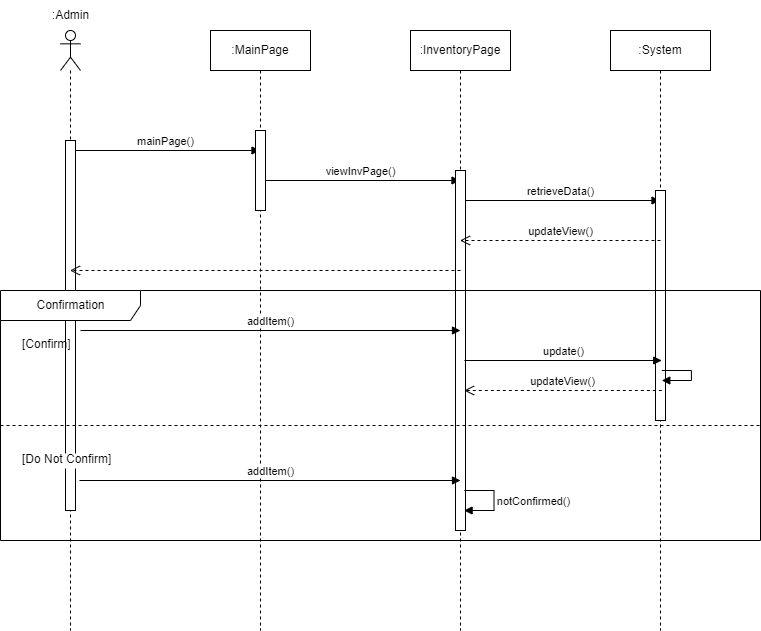 :Admin
:MainPage
:InventoryPage
:System
mainPage()
viewInvPage()
retrieveData()
updateView()
Confirmation
addItem()
[Confirm]
update()
updateView()
[Do Not Confirm]
addItem()
notConfirmed()